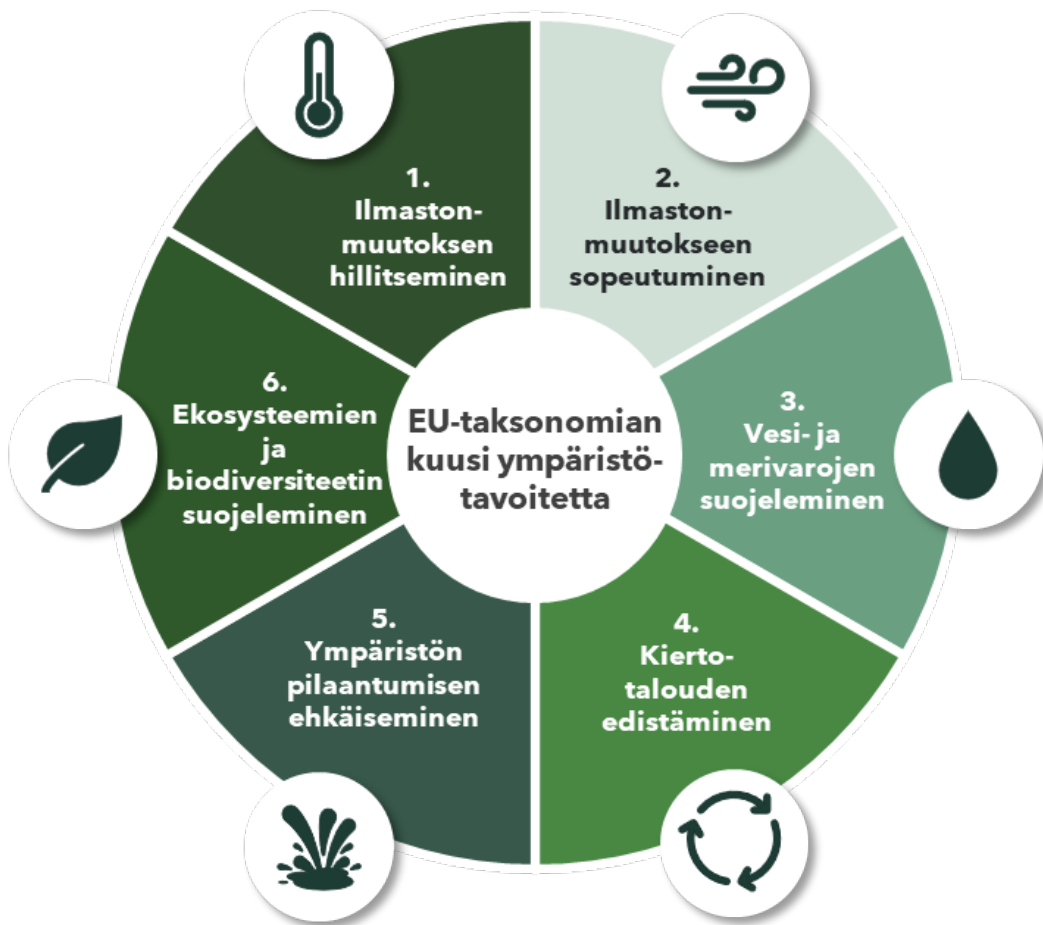 EU-taksonomian
kuusi ympäristö-
tavoitetta
1.
Ilmaston-
muutoksen
hillitseminen
2.
Ilmaston-
muutokseen
sopeutuminen
3.
Vesi- ja
merivarojen
suojeleminen
4.
Kierto-
talouden
edistäminen
5.
Ympäristön
pilaantumisen
ehkäiseminen
6.
Ekosysteemien
ja
biodiversiteetin
suojeleminen